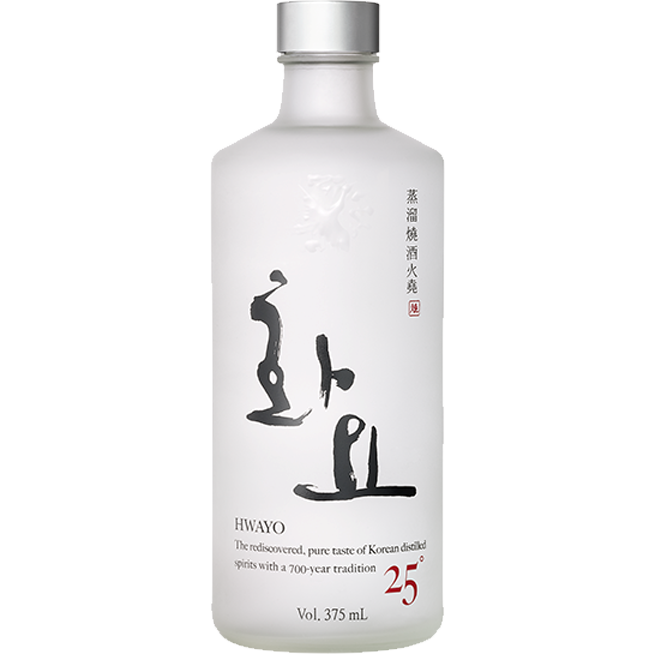 蒸溜燒酒火堯
화요
HWAYO
The rediscovered, pure taste of Korean distilled
spirits with a 700-year tradition
25°
Vol. 375 mL